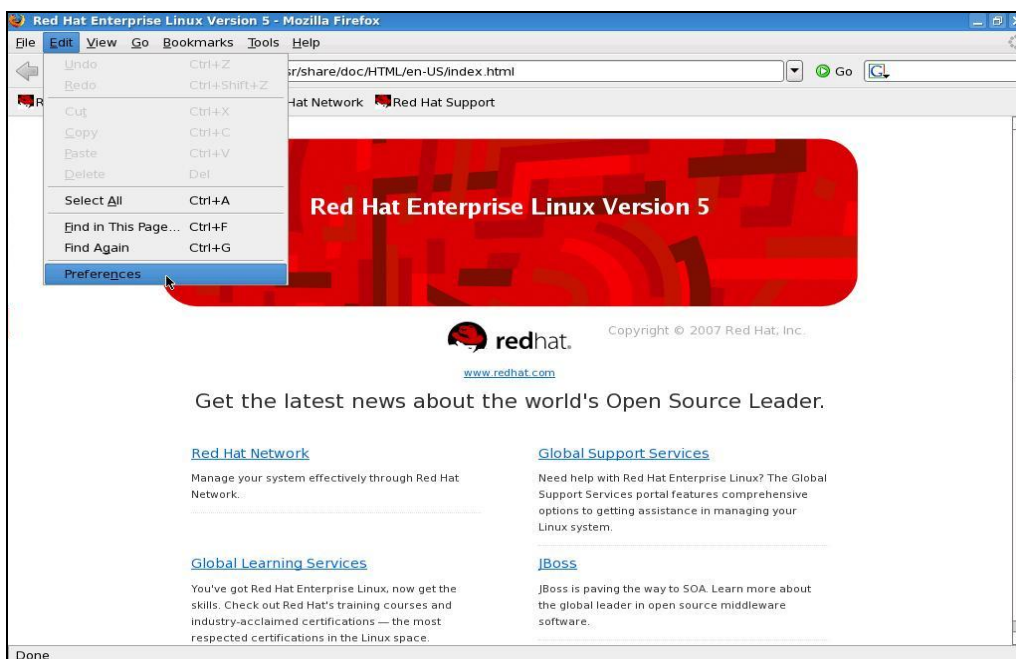 Red Hat Enterprise Linux Version 5 - Mozilla Firefox
File Edit View Go Bookmarks Tools Help
Undo Ctrl+Z
Redo Ctrl+Shift+Z
Cut Ctrl+X
Copy Ctrl+C
Paste Ctrl+V
Delete Del
Select All Ctrl+A
Find in This Page... Ctrl+F
Find Again Ctrl+G
Preferences
sr/share/doc/HTML/en-US/index.html
Go
G
R
Hat Network Red Hat Support
Red Hat Enterprise Linux Version 5
redhat.
Copyright © 2007 Red Hat, Inc.
www.redhat.com
Get the latest news about the world's Open Source Leader.
Red Hat Network
Manage your system effectively through Red Hat
Network.
Global Support Services
Need help with Red Hat Enterprise Linux? The Global
Support Services portal features comprehensive
options to getting assistance in managing your
Linux system.
Global Learning Services
You've got Red Hat Enterprise Linux, now get the
skills. Check out Red Hat's training courses and
industry-acclaimed certifications — the most
respected certifications in the Linux space.
JBoss
JBoss is paving the way to SOA. Learn more about
the global leader in open source middleware
software.
Done